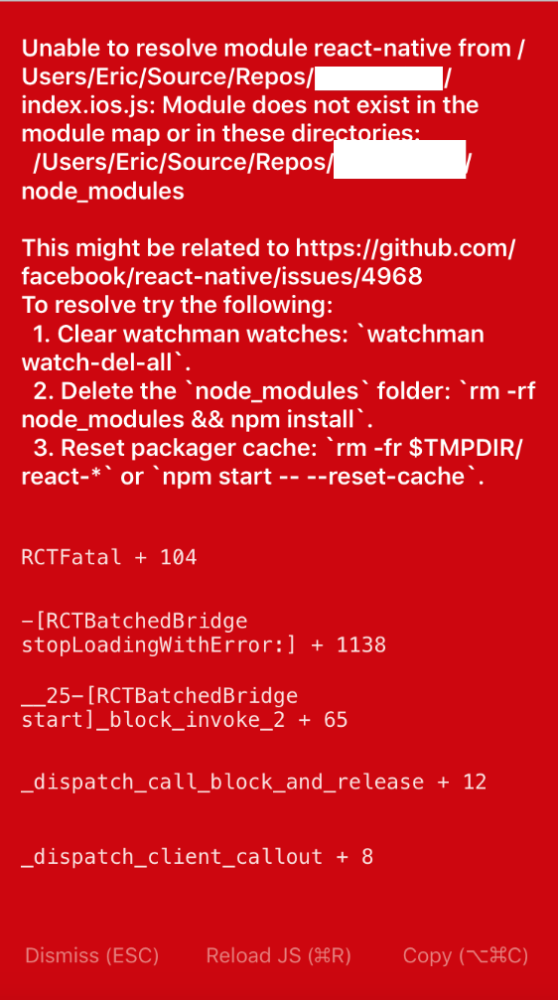 Unable to resolve module react-native from /
Users/Eric/Source/Repos/ /
index.ios.js: Module does not exist in the
module map or in these directories:
/Users/Eric/Source/Repos/ /
node_modules
This might be related to https://github.com/
facebook/react-native/issues/4968
To resolve try the following:
1. Clear watchman watches: `watchman
watch-del-all`.
2. Delete the `node_modules` folder: `rm -rf
node_modules && npm install`.
3. Reset packager cache: `rm -fr $TMPDIR/
react-*` or `npm start -- --reset-cache`.
RCTFatal + 104
-[RCTBatchedBridge
stopLoadingWithError:] + 1138
__25-[RCTBatchedBridge
start]_block_invoke_2 + 65
_dispatch_call_block_and_release + 12
_dispatch_client_callout + 8
Dismiss (ESC) Reload JS (⌘R) Copy (⌥⌘C)